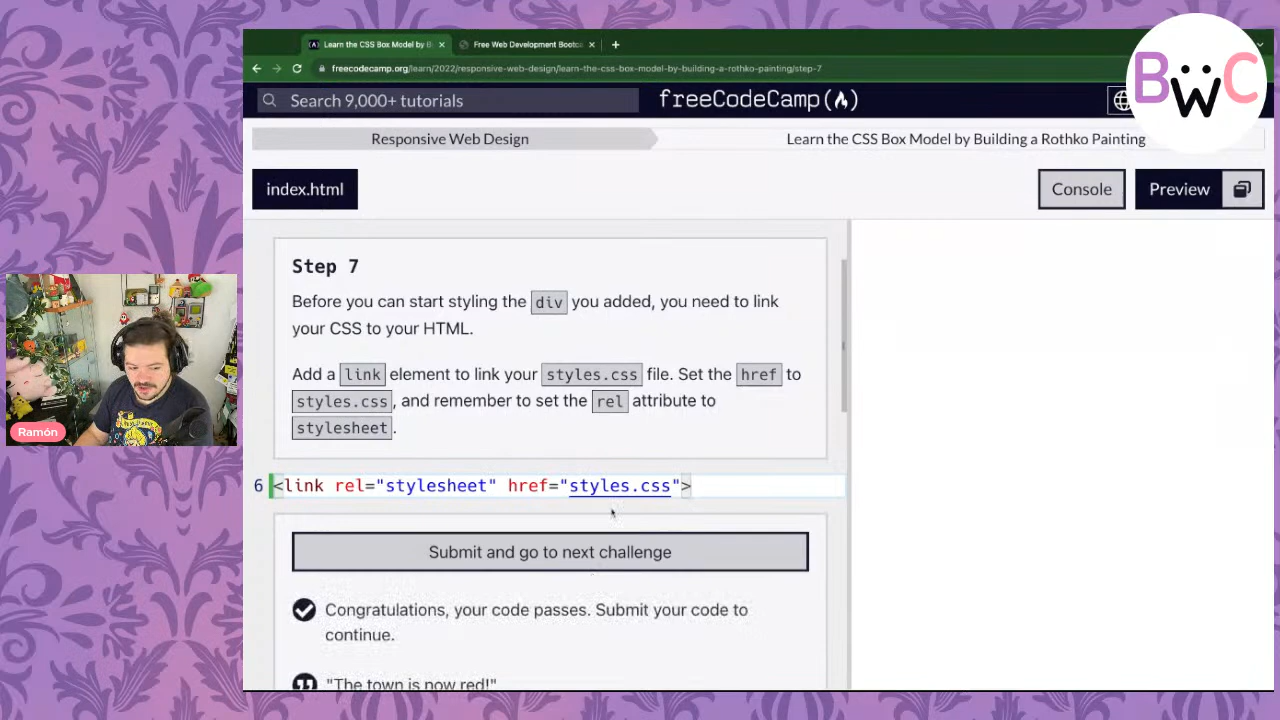 Learn the CSS Box Model by B
Free Web Development Bootca
freecodecamp.org/learn/2022/responsive-web-design/learn-the-css-box-model-by-building-a-rothko-painting/step-7
BWC
Search 9,000+ tutorials
freeCodeCamp(🔥)
Responsive Web Design
Learn the CSS Box Model by Building a Rothko Painting
index.html
Console
Preview
Step 7
Before you can start styling the div you added, you need to link
your CSS to your HTML.
Add a link element to link your styles.css file. Set the href to
styles.css, and remember to set the rel attribute to
stylesheet.
Ramón
6 <link rel="stylesheet" href="styles.css">
Submit and go to next challenge
Congratulations, your code passes. Submit your code to
continue.
"The town is now red!"